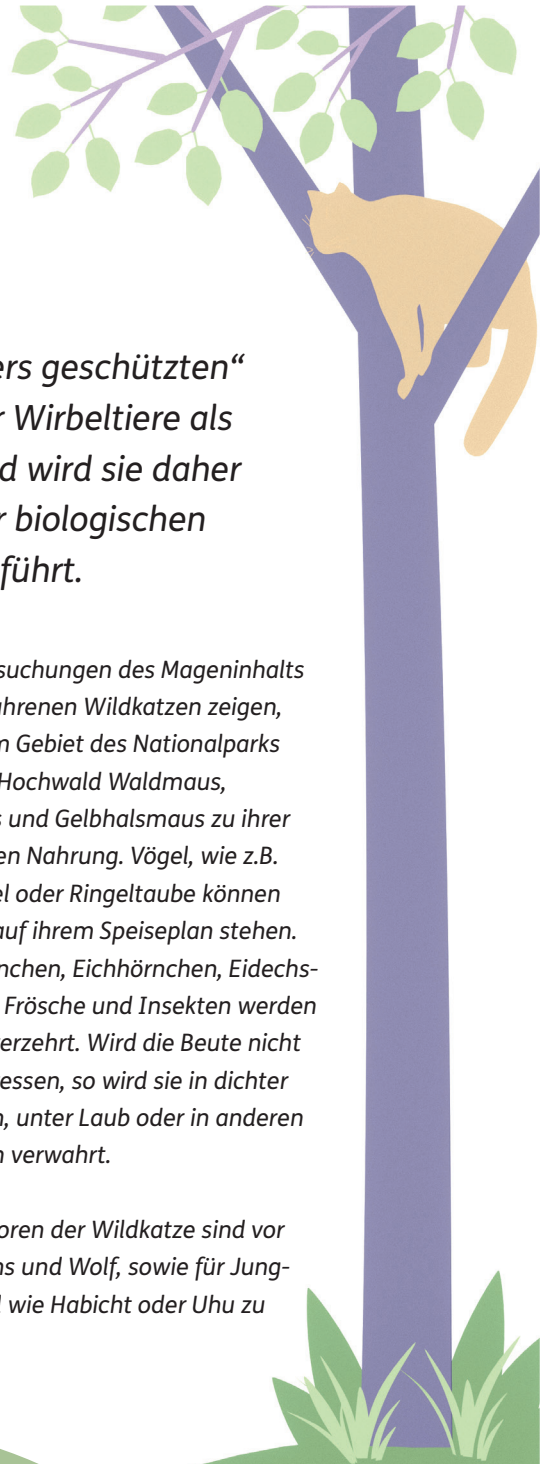 ers geschützten“
r Wirbeltiere als
d wird sie daher
r biologischen
führt.
suchungen des Mageninhalts
ahrenen Wildkatzen zeigen,
m Gebiet des Nationalparks
Hochwald Waldmaus,
s und Gelbhalsmaus zu ihrer
en Nahrung. Vögel, wie z.B.
el oder Ringeltaube können
auf ihrem Speiseplan stehen.
nchen, Eichhörnchen, Eidechs-
Frösche und Insekten werden
erzehrt. Wird die Beute nicht
essen, so wird sie in dichter
n, unter Laub oder in anderen
n verwahrt.
oren der Wildkatze sind vor
hs und Wolf, sowie für Jung-
l wie Habicht oder Uhu zu